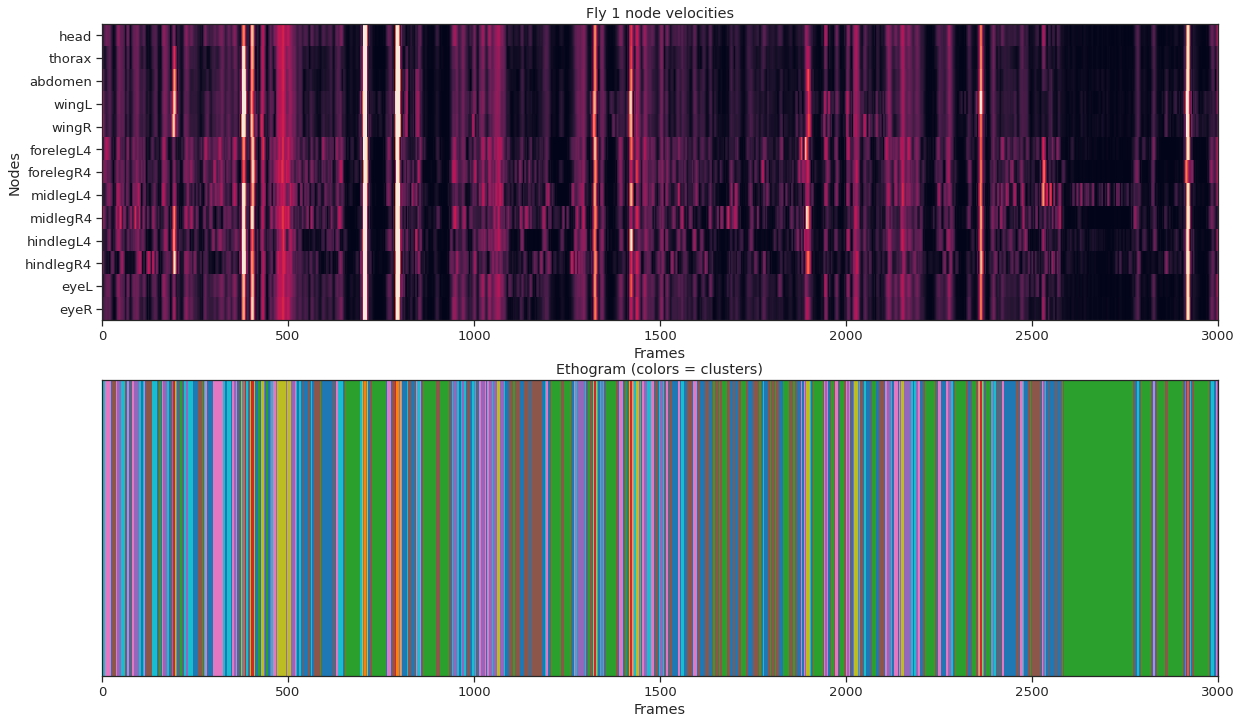 Fly 1 node velocities
Nodes
head
thorax
abdomen
wingL
wingR
forelegL4
forelegR4
midlegL4
midlegR4
hindlegL4
hindlegR4
eyeL
eyeR
0 500 1000 1500 2000 2500 3000
Frames
Ethogram (colors = clusters)
0 500 1000 1500 2000 2500 3000
Frames